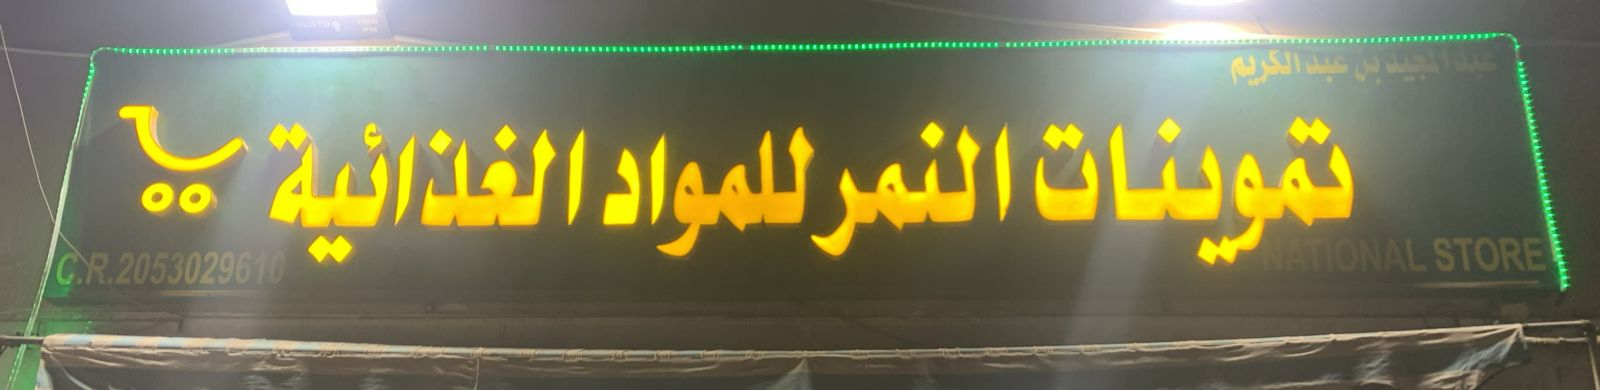 عبدالمجيد بن عبدالكريم
تموينات النمر للمواد الغذائية
NATIONAL STORE
C.R.2053029610